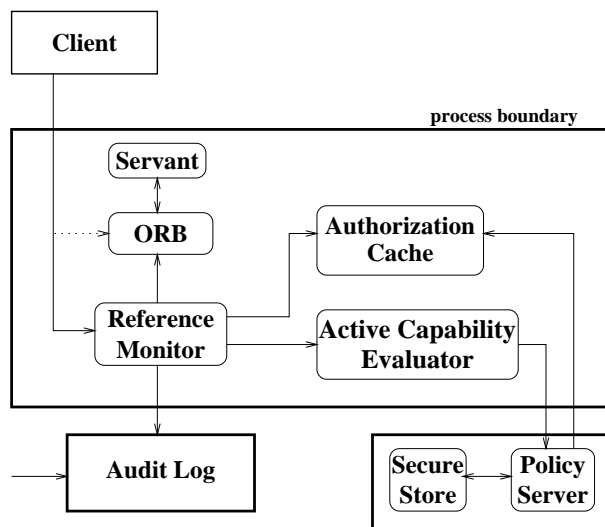 Client
process boundary
Servant
ORB
Authorization
Cache
Reference
Monitor
Active Capability
Evaluator
Audit Log
Secure
Store
Policy
Server